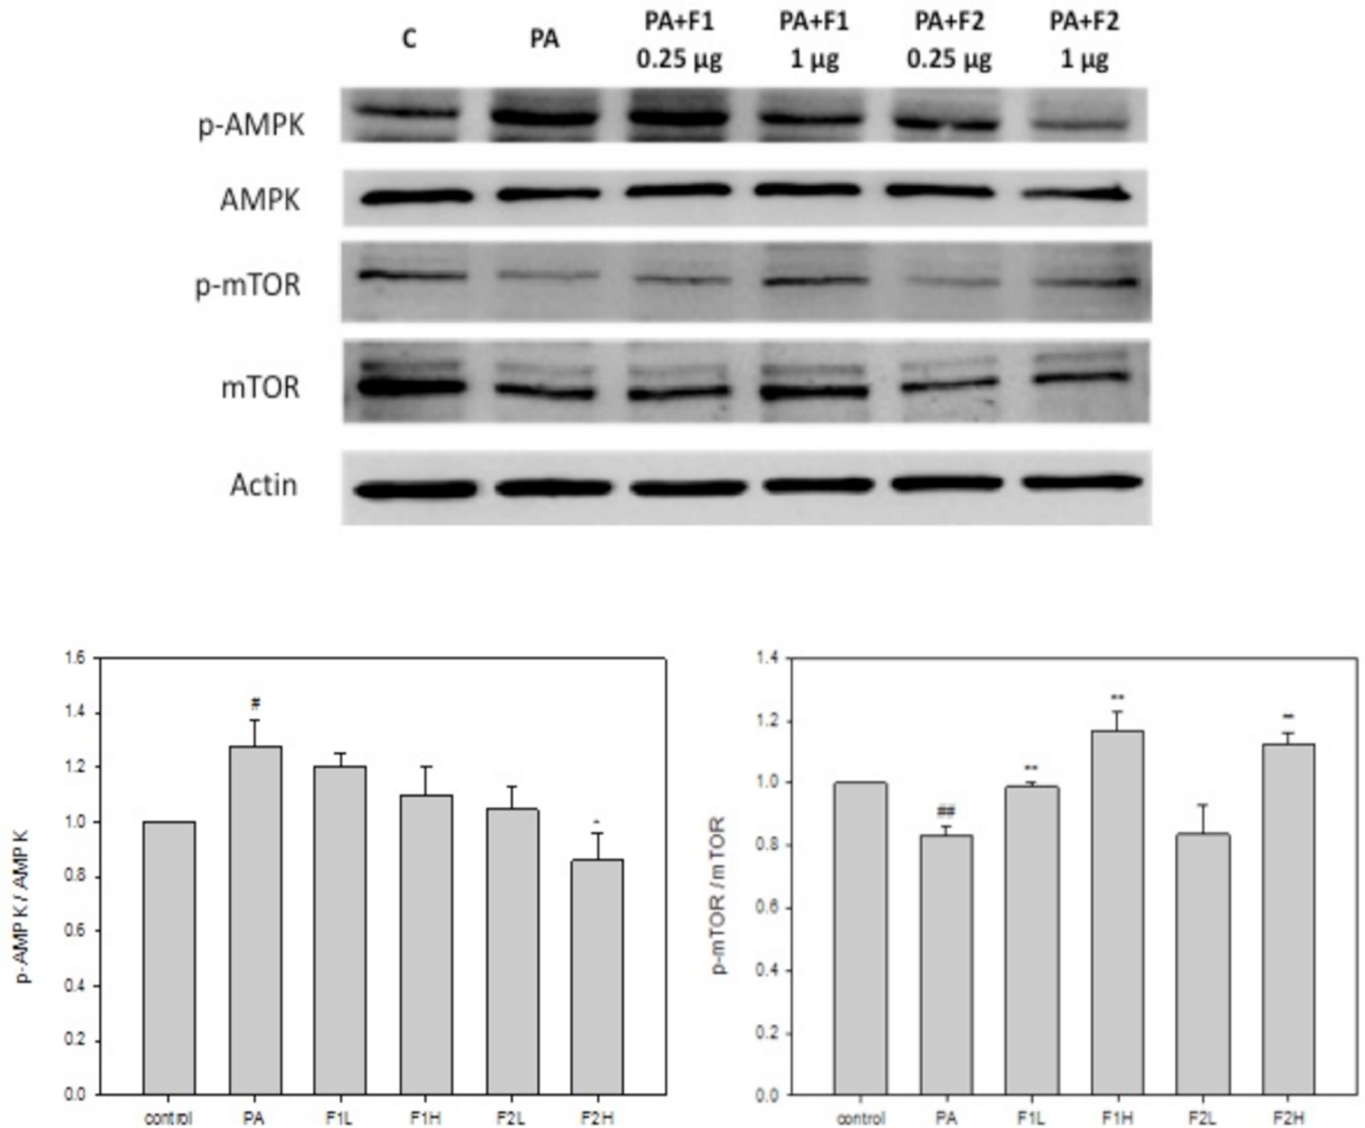 C PA PA+F1 PA+F1 PA+F2 PA+F2
0.25 µg 1 µg 0.25 µg 1 µg
p-AMPK
AMPK
p-mTOR
mTOR
Actin
1.6
1.4
1.2
1.0
0.8
0.6
0.4
0.2
0.0
p-AMPK / AMPK
#
control PA F1L F1H F2L F2H
1.4
1.2
1.0
0.8
0.6
0.4
0.2
0.0
p-mTOR / mTOR
##
**
**
**
control PA F1L F1H F2L F2H